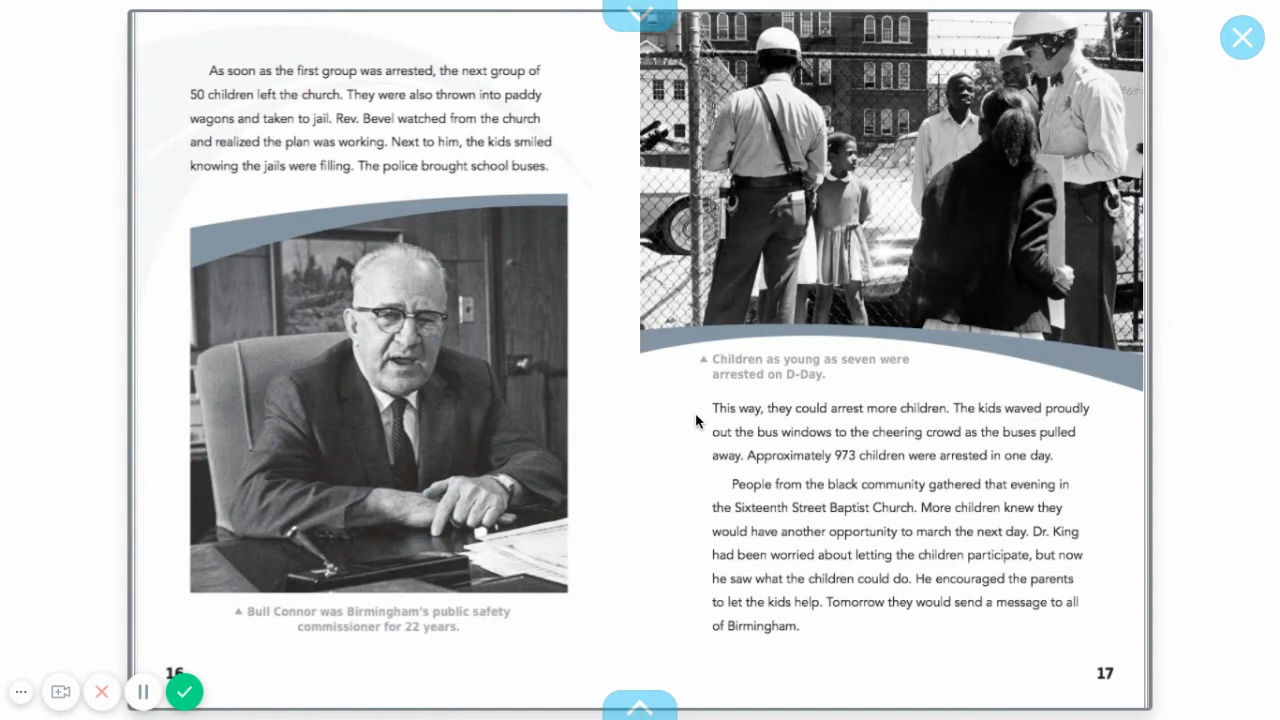 As soon as the first group was arrested, the next group of
50 children left the church. They were also thrown into paddy
wagons and taken to jail. Rev. Bevel watched from the church
and realized the plan was working. Next to him, the kids smiled
knowing the jails were filling. The police brought school buses.
▲ Bull Connor was Birmingham's public safety
commissioner for 22 years.
16
▲ Children as young as seven were
arrested on D-Day.
This way, they could arrest more children. The kids waved proudly
out the bus windows to the cheering crowd as the buses pulled
away. Approximately 973 children were arrested in one day.
People from the black community gathered that evening in
the Sixteenth Street Baptist Church. More children knew they
would have another opportunity to march the next day. Dr. King
had been worried about letting the children participate, but now
he saw what the children could do. He encouraged the parents
to let the kids help. Tomorrow they would send a message to all
of Birmingham.
17